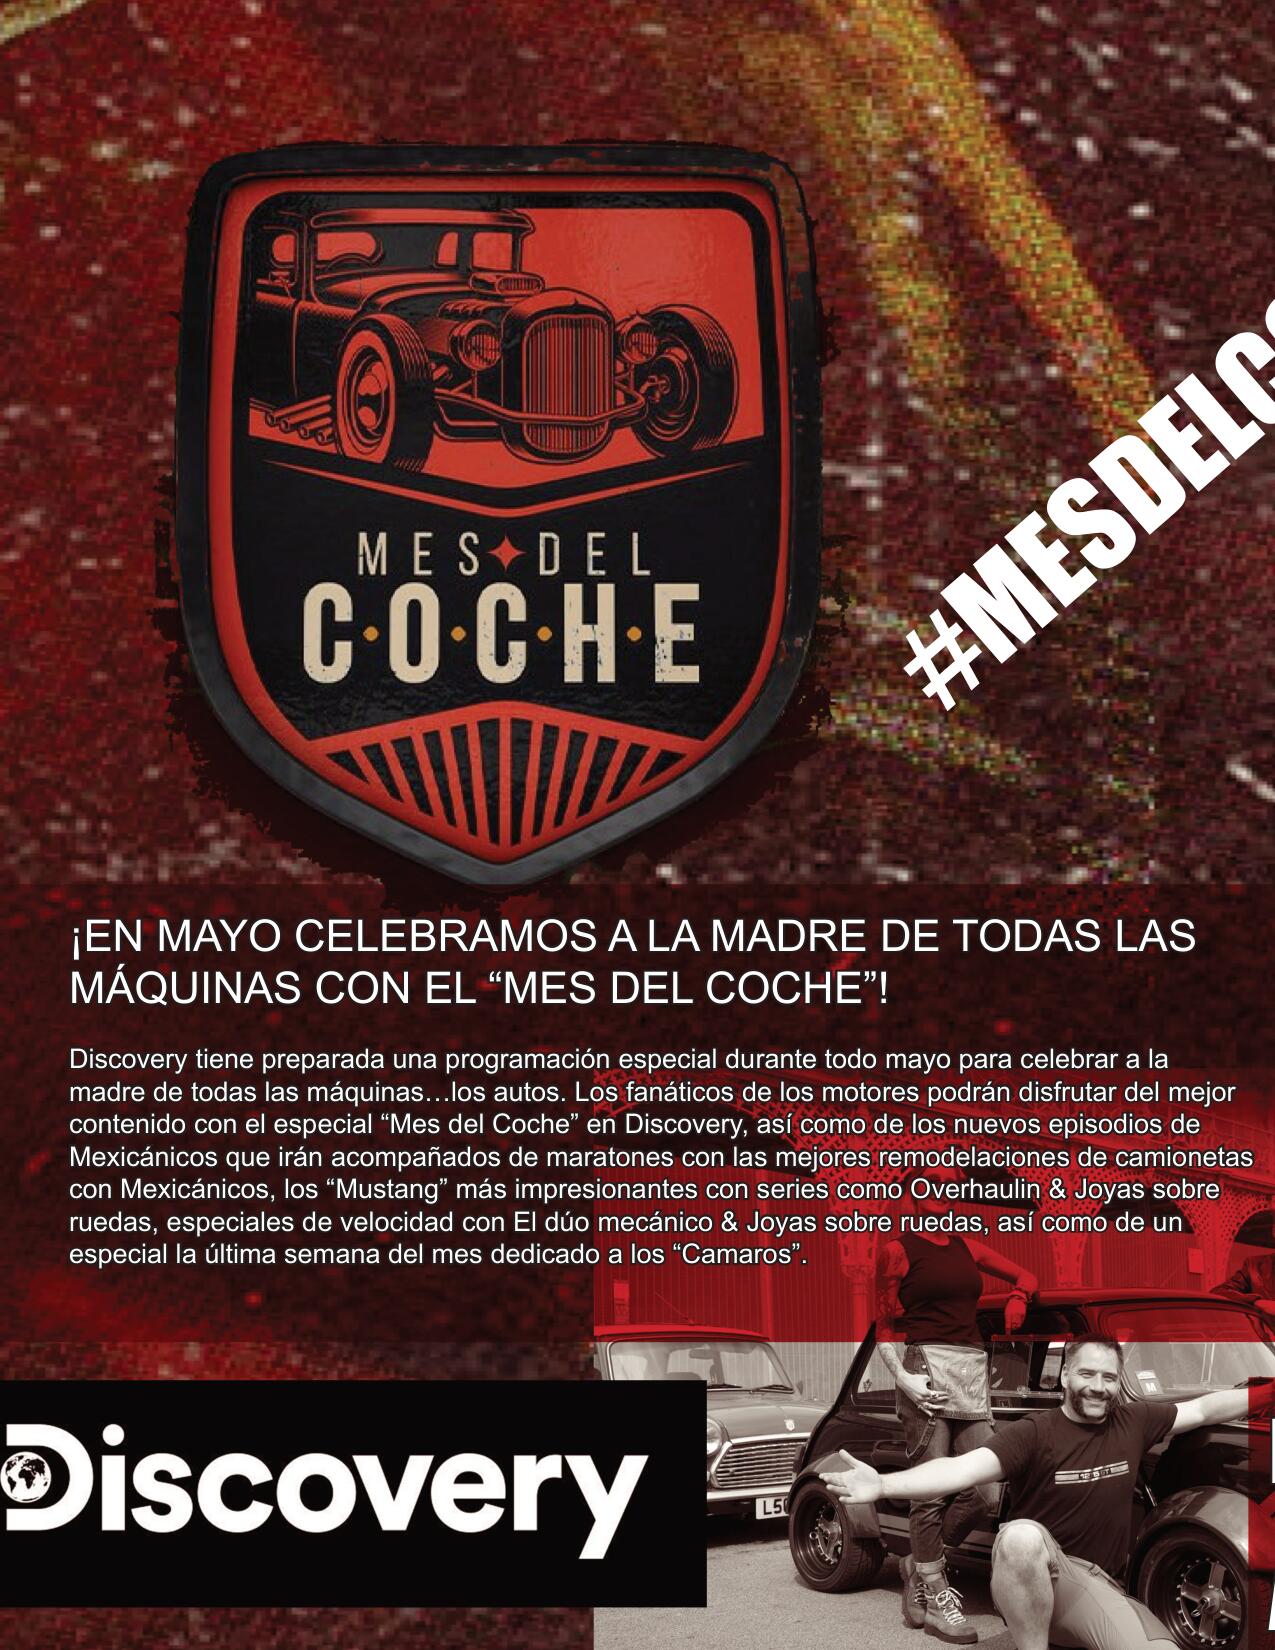 MES DEL
C·O·C·H·E
#MESDELC
¡EN MAYO CELEBRAMOS A LA MADRE DE TODAS LAS
MÁQUINAS CON EL “MES DEL COCHE”!
Discovery tiene preparada una programación especial durante todo mayo para celebrar a la
madre de todas las máquinas…los autos. Los fanáticos de los motores podrán disfrutar del mejor
contenido con el especial “Mes del Coche” en Discovery, así como de los nuevos episodios de
Mexicánicos que irán acompañados de maratones con las mejores remodelaciones de camionetas
con Mexicánicos, los “Mustang” más impresionantes con series como Overhaulin & Joyas sobre
ruedas, especiales de velocidad con El dúo mecánico & Joyas sobre ruedas, así como de un
especial la última semana del mes dedicado a los “Camaros”.
Discovery